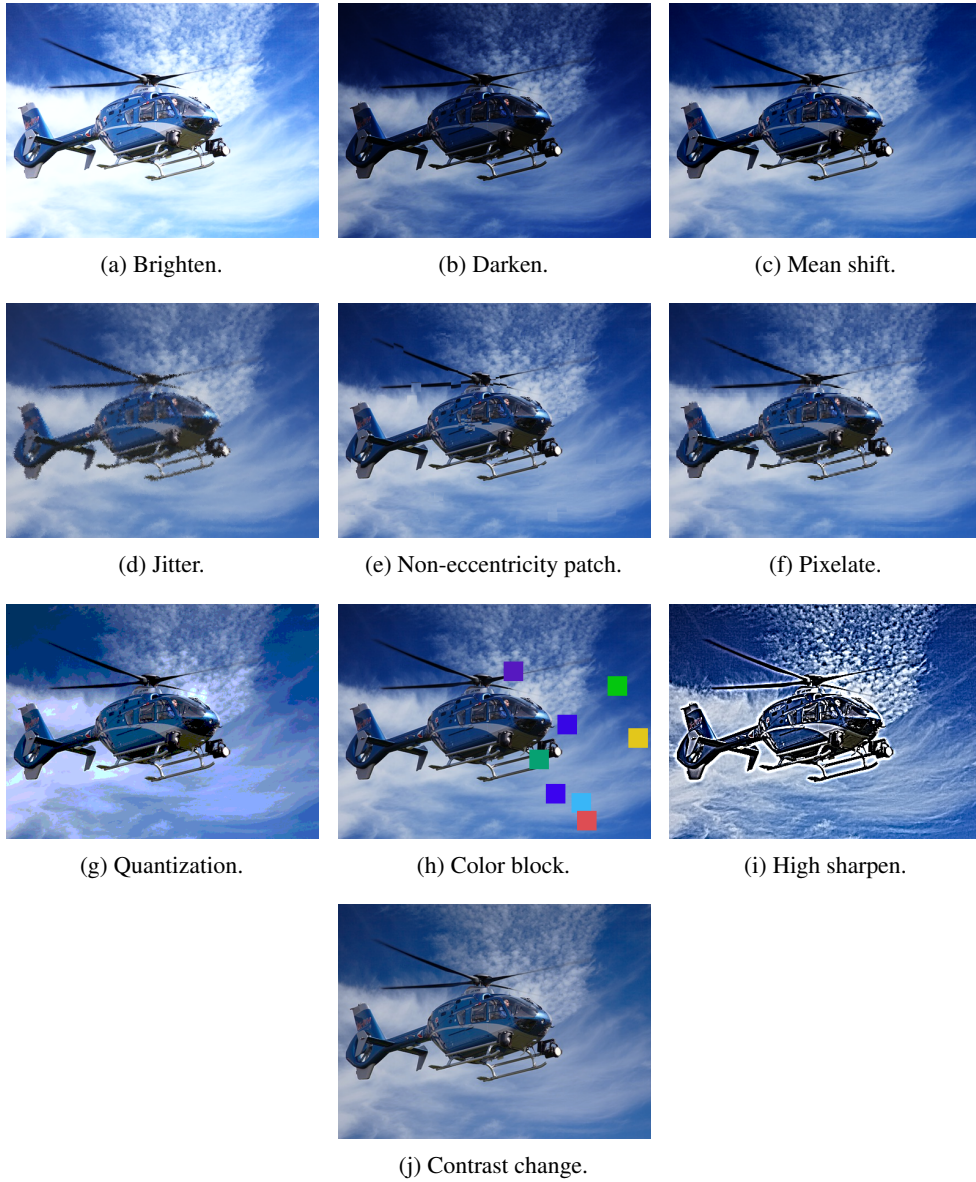 (a) Brighten.
(b) Darken.
(c) Mean shift.
(d) Jitter.
(e) Non-eccentricity patch.
(f) Pixelate.
(g) Quantization.
(h) Color block.
(i) High sharpen.
(j) Contrast change.